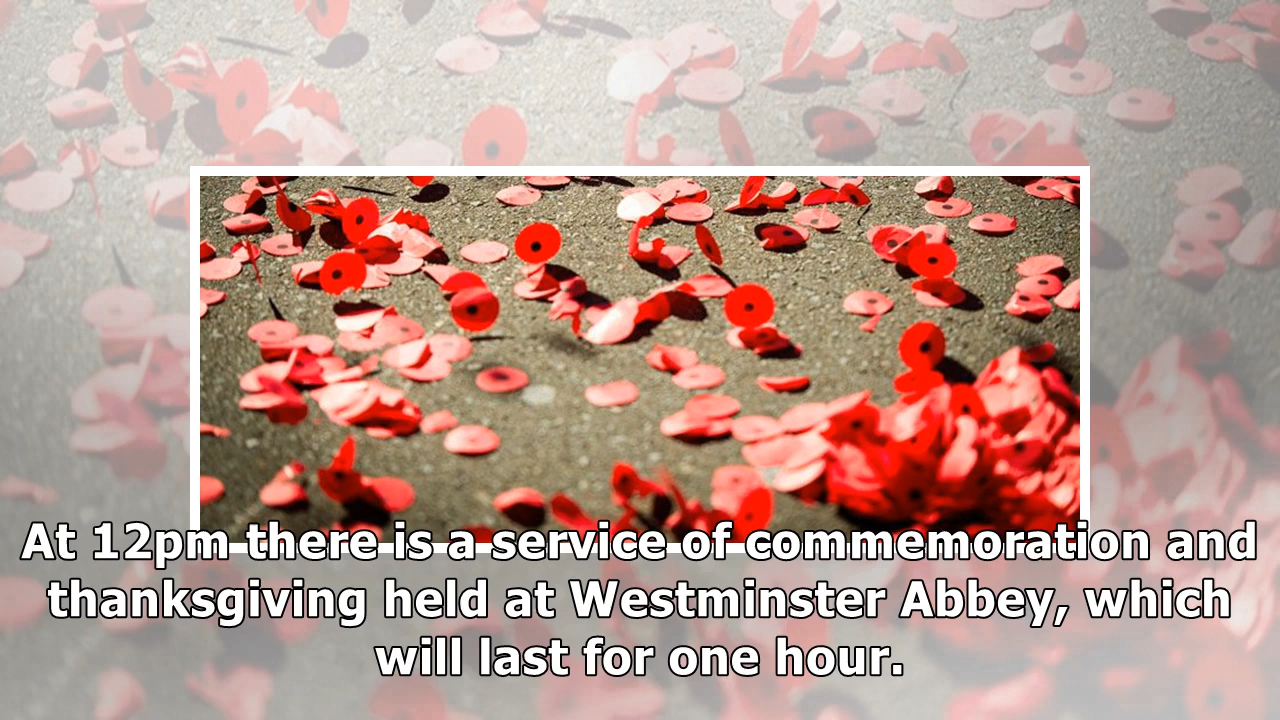 At 12pm there is a service of commemoration and
thanksgiving held at Westminster Abbey, which
will last for one hour.